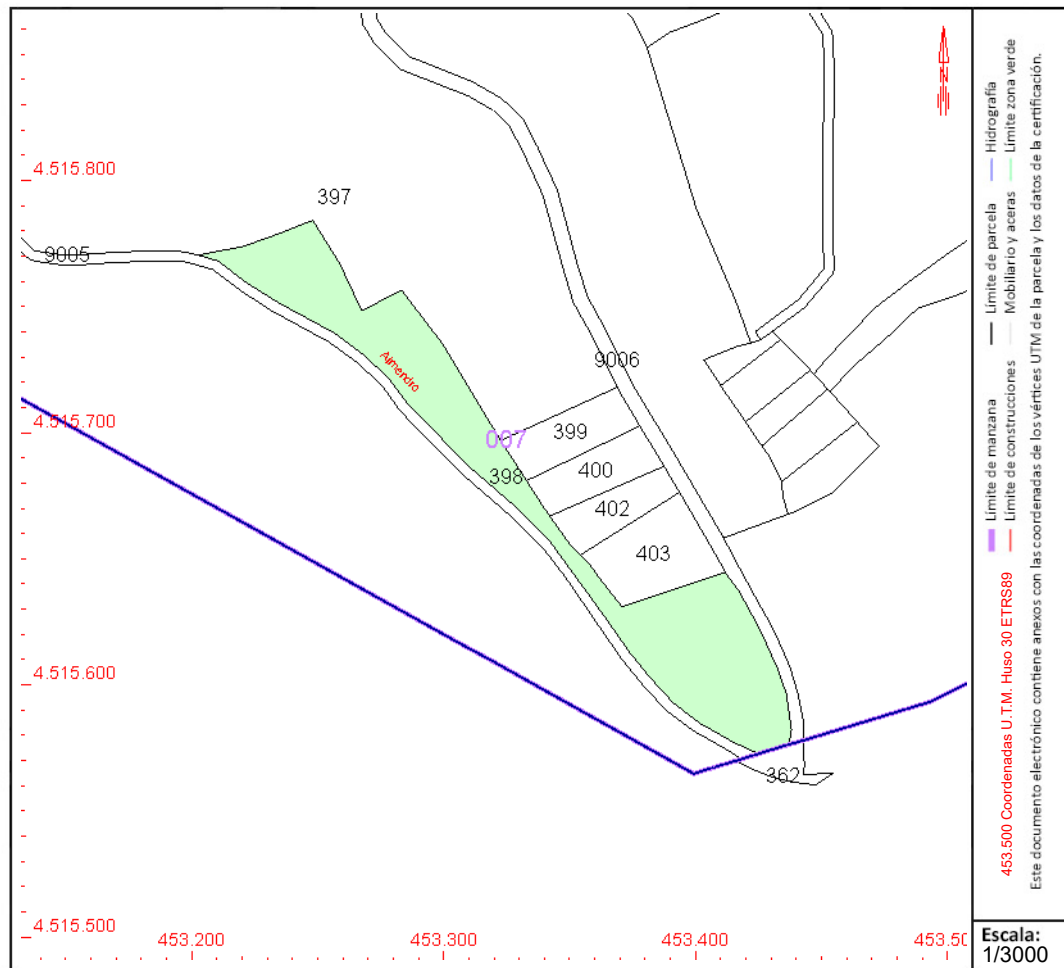 4.515.800
397
9005
Almendro
9006
4.515.700
007
399
398
400
402
403
4.515.600
362
4.515.500
453.200
453.300
453.400
453.50
N
Límite de manzana
Límite de parcela
Hidrografía
Límite de construcciones
Mobiliario y aceras
Límite zona verde
453.500 Coordenadas U.T.M. Huso 30 ETRS89
Este documento electrónico contiene anexos con las coordenadas de los vértices UTM de la parcela y los datos de la certificación.
Escala:
1/3000